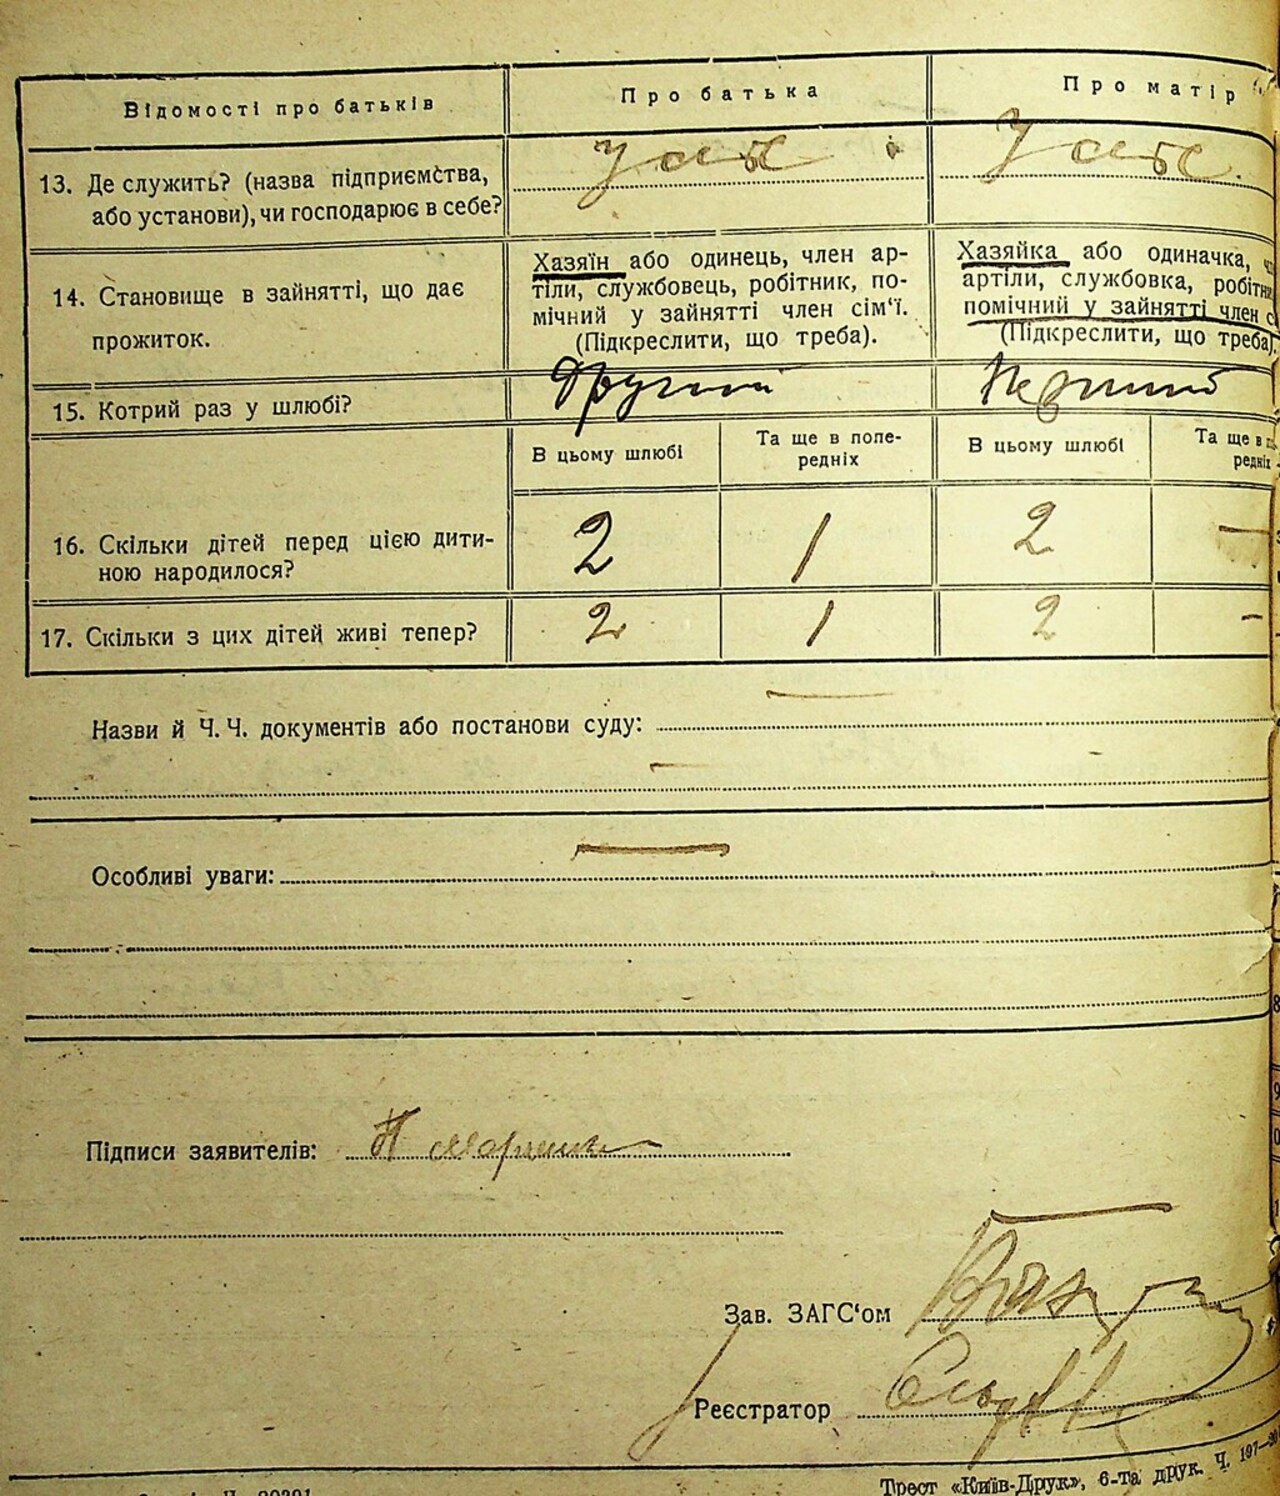 Відомості про батьків
Про батька
Про матір
13. Де служить? (назва підприємства,
або установи), чи господарює в себе?
У себе
У себе
14. Становище в зайнятті, що дає
прожиток.
Хазяїн або одинець, член ар-
тіли, службовець, робітник, по-
мічний у зайнятті член сім‘ї.
(Підкреслити, що треба).
Хазяйка або одиначка,
артіли, службовка, робітн
помічний у зайнятті член с
(Підкреслити, що треба).
15. Котрий раз у шлюбі?
Другий
Перший
В цьому шлюбі
Та ще в попе-
редніх
В цьому шлюбі
Та ще в п
редніх
16. Скільки дітей перед цією дити-
ною народилося?
2
1
2
—
17. Скільки з цих дітей живі тепер?
2
1
2
—
Назви й Ч. Ч. документів або постанови суду:
Особливі уваги:
Підписи заявителів:
Зав. ЗАГС‘ом
Реєстратор
Трест «Київ-Друк», 6-та друк. Ч. 197—